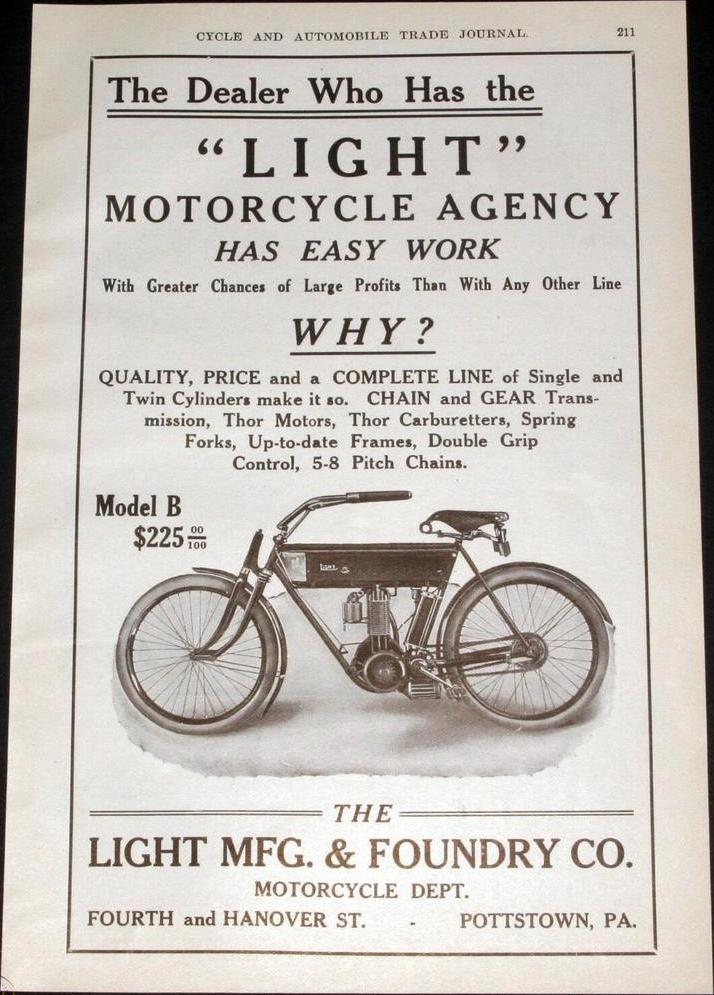 CYCLE AND AUTOMOBILE TRADE JOURNAL. 211
The Dealer Who Has the
"LIGHT"
MOTORCYCLE AGENCY
HAS EASY WORK
With Greater Chances of Large Profits Than With Any Other Line
WHY?
QUALITY, PRICE and a COMPLETE LINE of Single and
Twin Cylinders make it so. CHAIN and GEAR Trans-
mission, Thor Motors, Thor Carburetters, Spring
Forks, Up-to-date Frames, Double Grip
Control, 5-8 Pitch Chains.
Model B
$225 00/100
LIGHT
THE
LIGHT MFG. & FOUNDRY CO.
MOTORCYCLE DEPT.
FOURTH and HANOVER ST. - POTTSTOWN, PA.